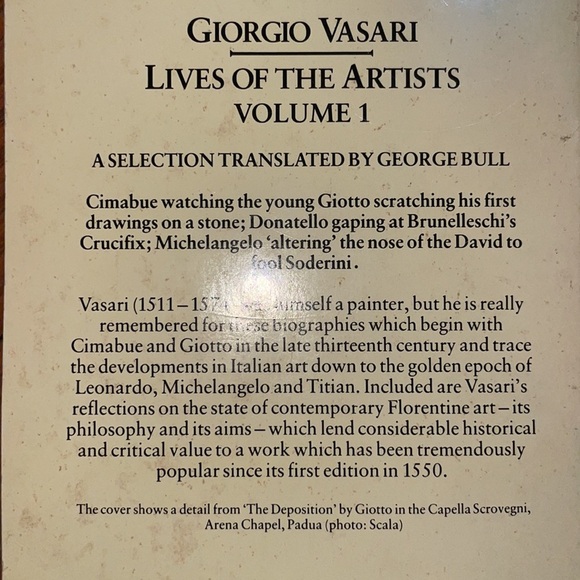 GIORGIO VASARI
LIVES OF THE ARTISTS
VOLUME 1
A SELECTION TRANSLATED BY GEORGE BULL
Cimabue watching the young Giotto scratching his first
drawings on a stone; Donatello gaping at Brunelleschi's
Crucifix; Michelangelo 'altering' the nose of the David to
fool Soderini.
Vasari (1511–157 himself a painter, but he is really
remembered for these biographies which begin with
Cimabue and Giotto in the late thirteenth century and trace
the developments in Italian art down to the golden epoch of
Leonardo, Michelangelo and Titian. Included are Vasari's
reflections on the state of contemporary Florentine art – its
philosophy and its aims – which lend considerable historical
and critical value to a work which has been tremendously
popular since its first edition in 1550.
The cover shows a detail from 'The Deposition' by Giotto in the Capella Scrovegni,
Arena Chapel, Padua (photo: Scala)